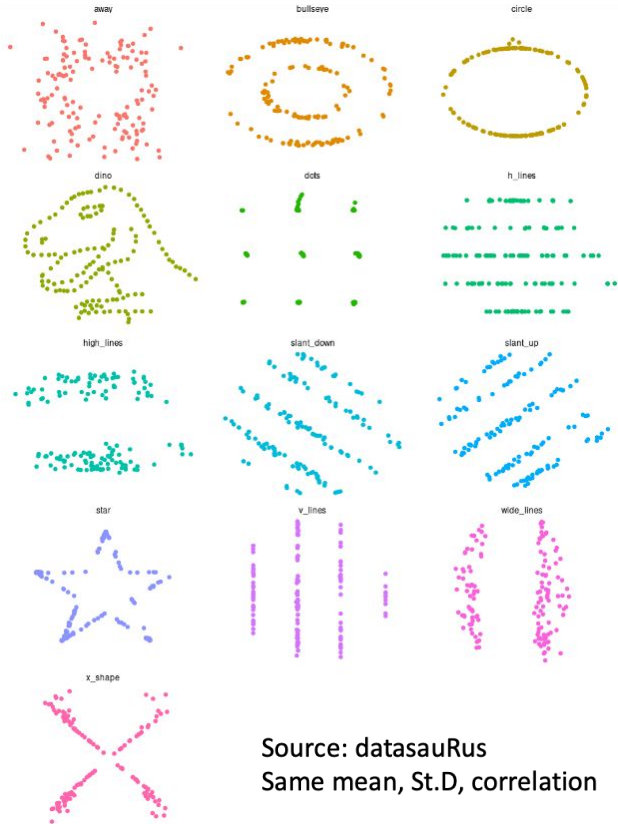 away bullseye circle
dino dots h_lines
high_lines slant_down slant_up
star v_lines wide_lines
x_shape
Source: datasauRus
Same mean, St.D, correlation